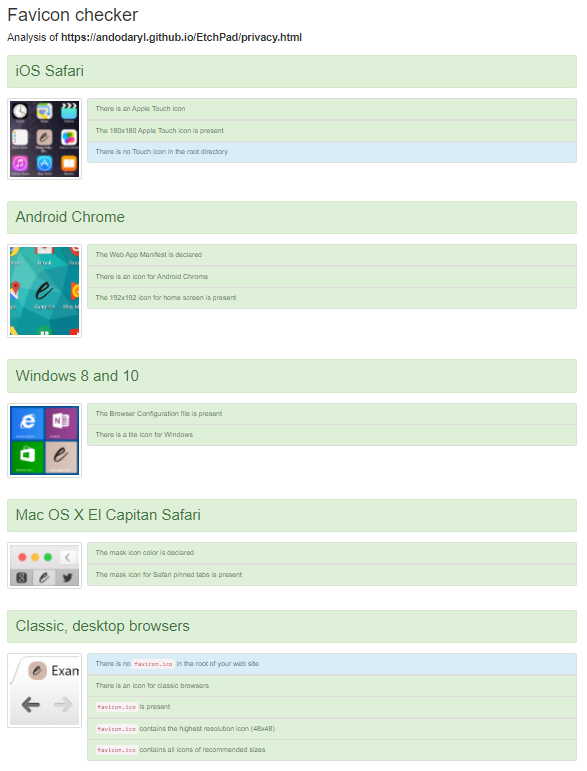 Favicon checker
Analysis of https://andodaryl.github.io/EtchPad/privacy.html
iOS Safari
There is an Apple Touch icon
The 180x180 Apple Touch icon is present
There is no Touch icon in the root directory
Android Chrome
The Web App Manifest is declared
There is an icon for Android Chrome
The 192x192 icon for home screen is present
Windows 8 and 10
The Browser Configuration file is present
There is a tile icon for Windows
Mac OS X El Capitan Safari
The mask icon color is declared
The mask icon for Safari pinned tabs is present
Classic, desktop browsers
There is no favicon.ico in the root of your web site
Exam
There is an icon for classic browsers
favicon.ico is present
favicon.ico contains the highest resolution icon (48x48)
favicon.ico contains all icons of recommended sizes